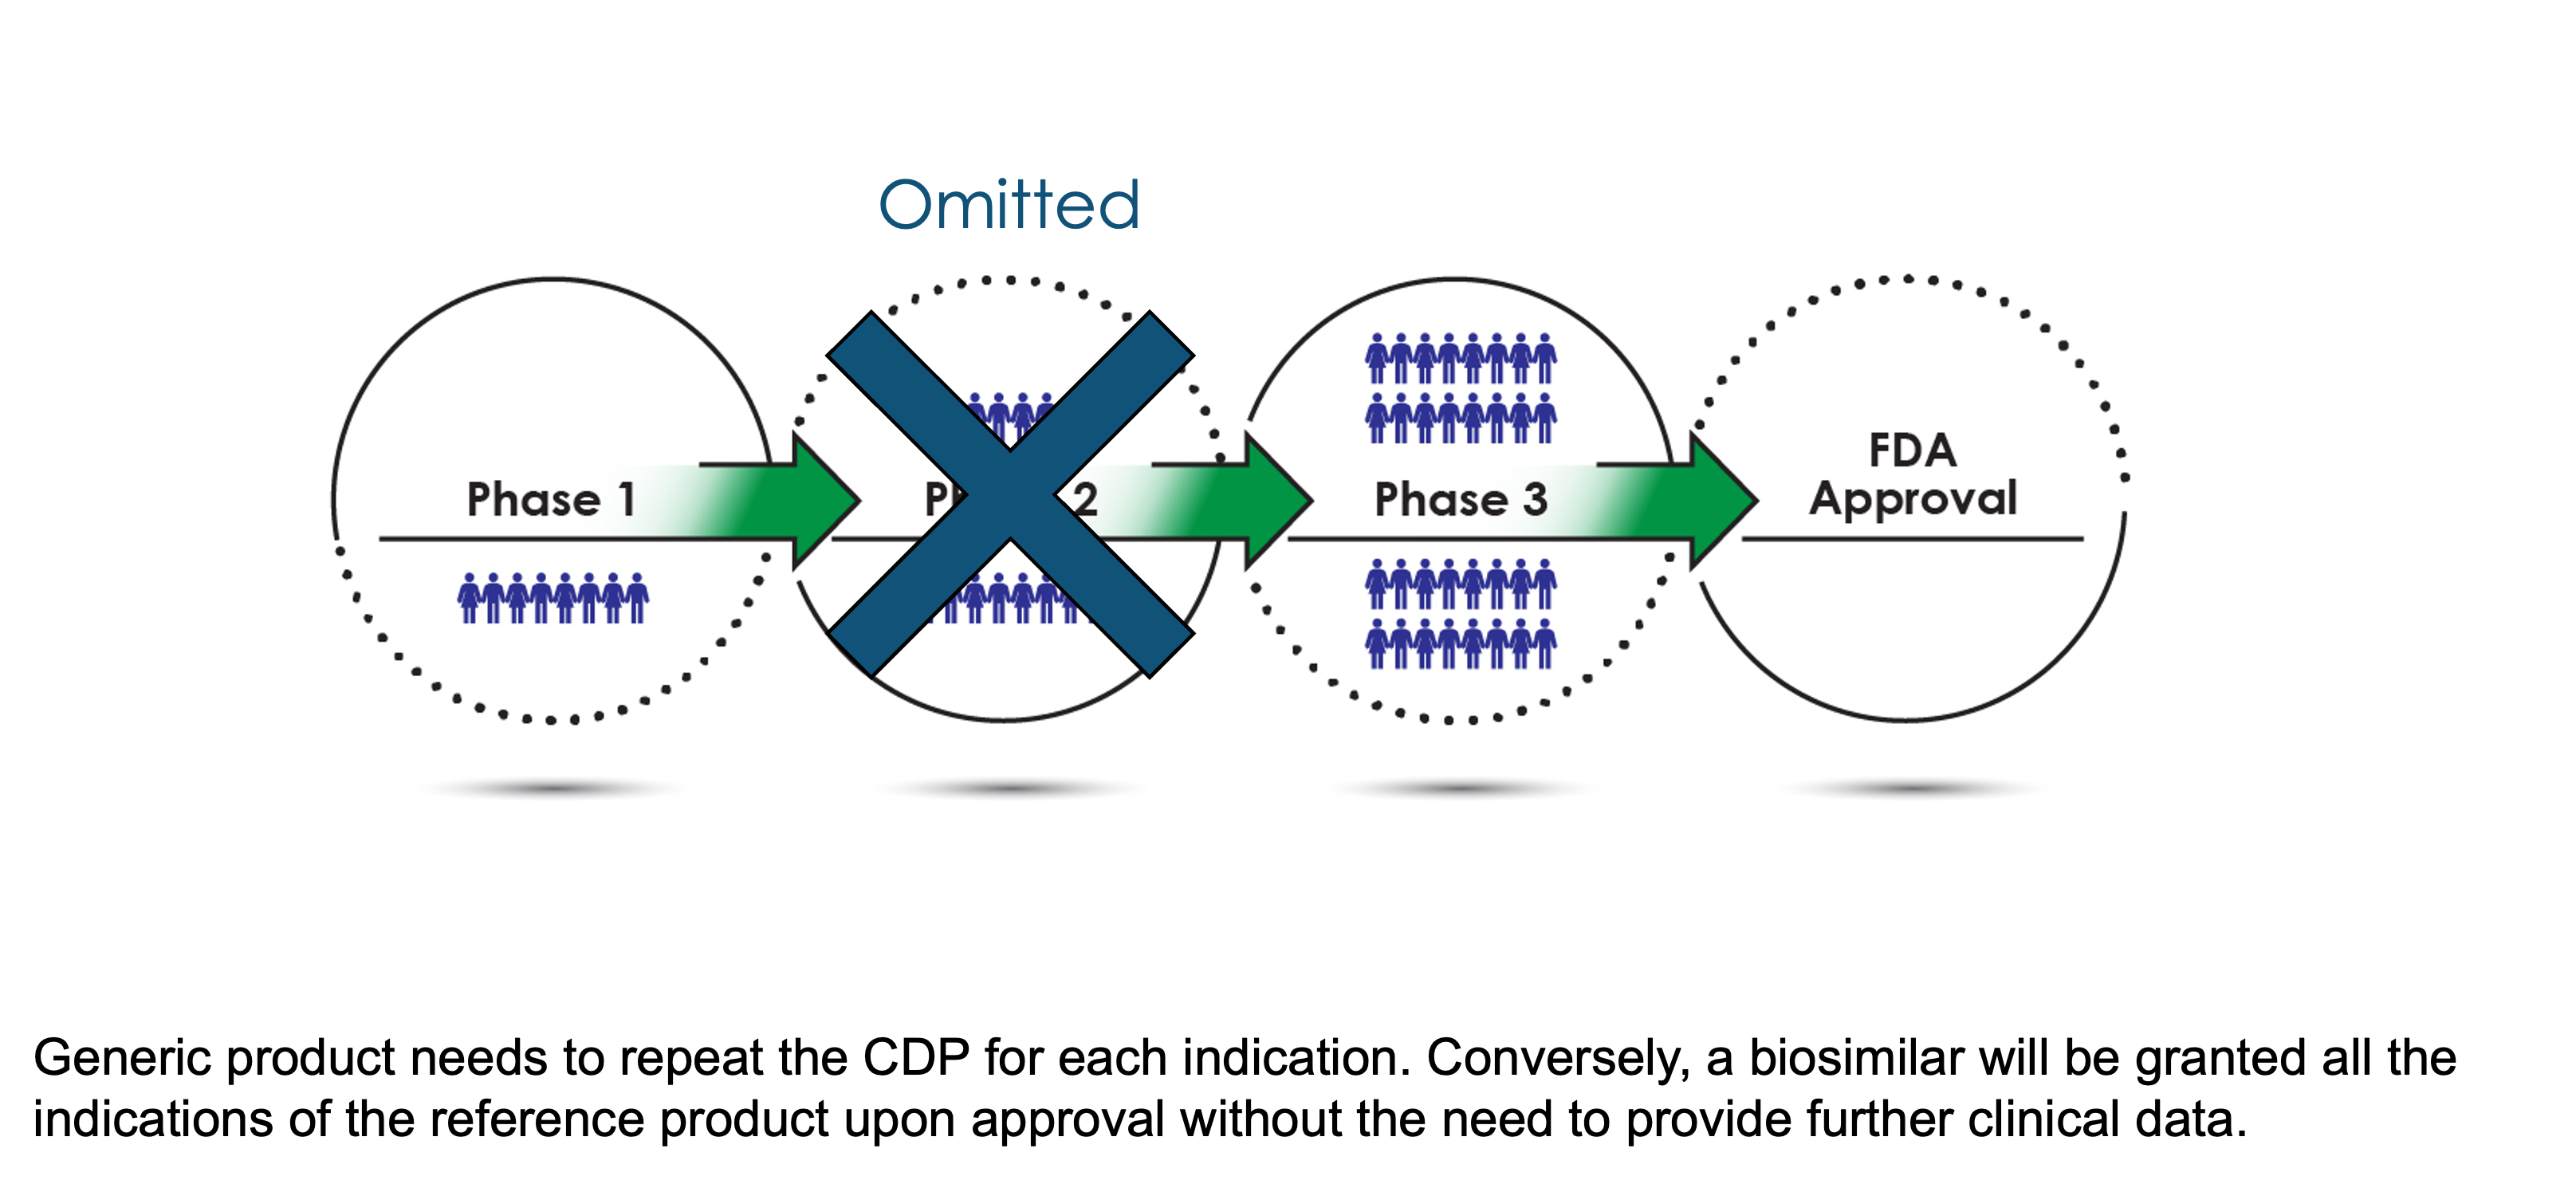 Omitted
Phase 1
2
Phase 3
FDA
Approval
Generic product needs to repeat the CDP for each indication. Conversely, a biosimilar will be granted all the
indications of the reference product upon approval without the need to provide further clinical data.